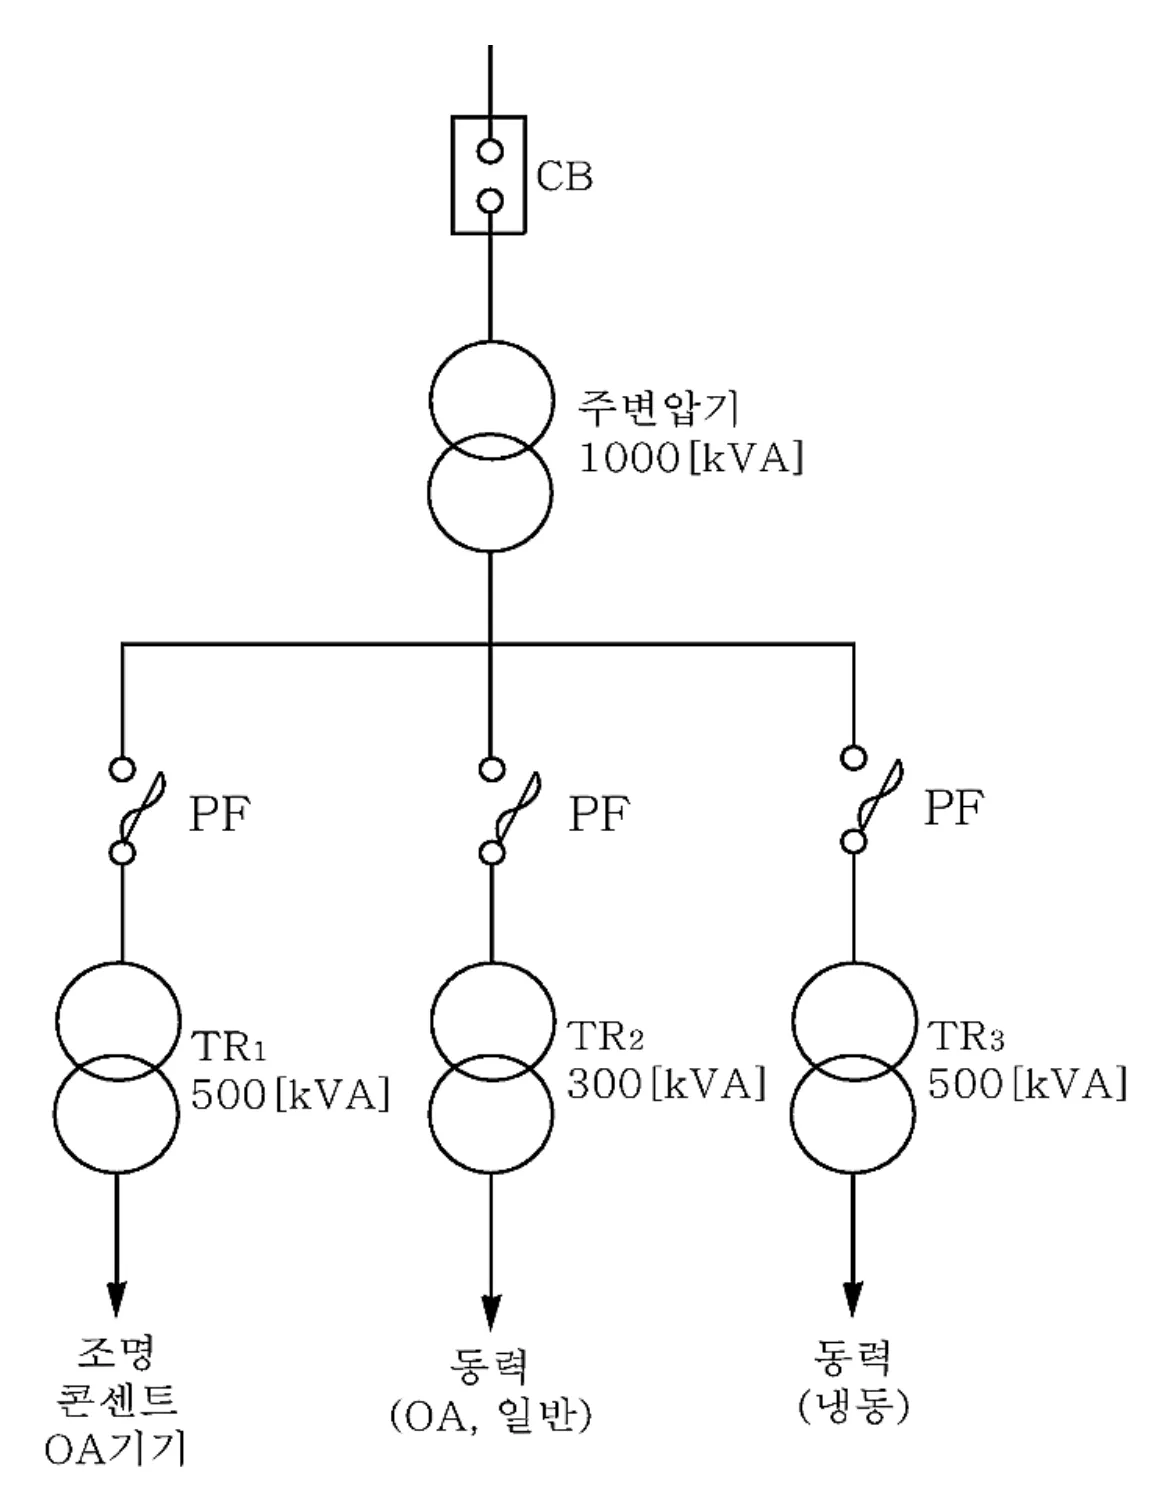 CB
주변압기
1000[kVA]
PF
PF
PF
TR1
500[kVA]
TR2
300[kVA]
TR3
500[kVA]
조명
콘센트
OA기기
동력
(OA, 일반)
동력
(냉동)